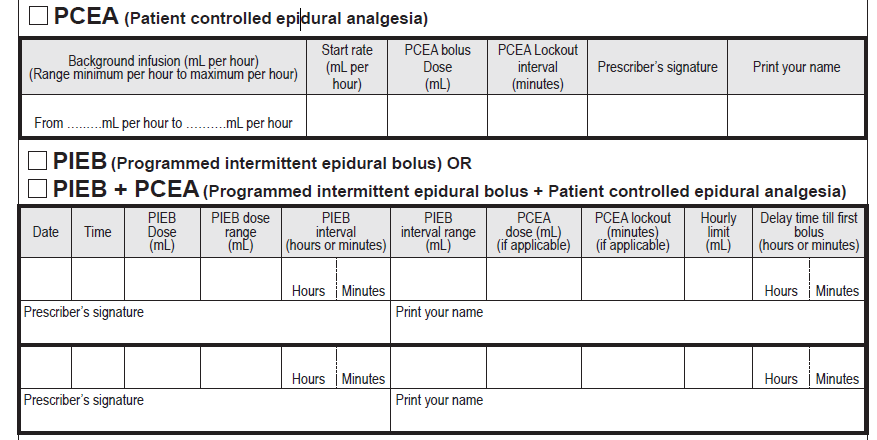 PCEA (Patient controlled epidural analgesia)
Background infusion (mL per hour)
(Range minimum per hour to maximum per hour)
Start rate
(mL per
hour)
PCEA bolus
Dose
(mL)
PCEA Lockout
interval
(minutes)
Prescriber's signature
Print your name
From .........mL per hour to ..........mL per hour
PIEB (Programmed intermittent epidural bolus) OR
PIEB + PCEA (Programmed intermittent epidural bolus + Patient controlled epidural analgesia)
Date
Time
PIEB
Dose
(mL)
PIEB dose
range
(mL)
PIEB
interval
(hours or minutes)
PIEB
interval range
(mL)
PCEA
dose (mL)
(if applicable)
PCEA lockout
(minutes)
(if applicable)
Hourly
limit
(mL)
Delay time till first
bolus
(hours or minutes)
Hours Minutes
Hours Minutes
Prescriber's signature
Print your name
Hours Minutes
Hours Minutes
Prescriber's signature
Print your name